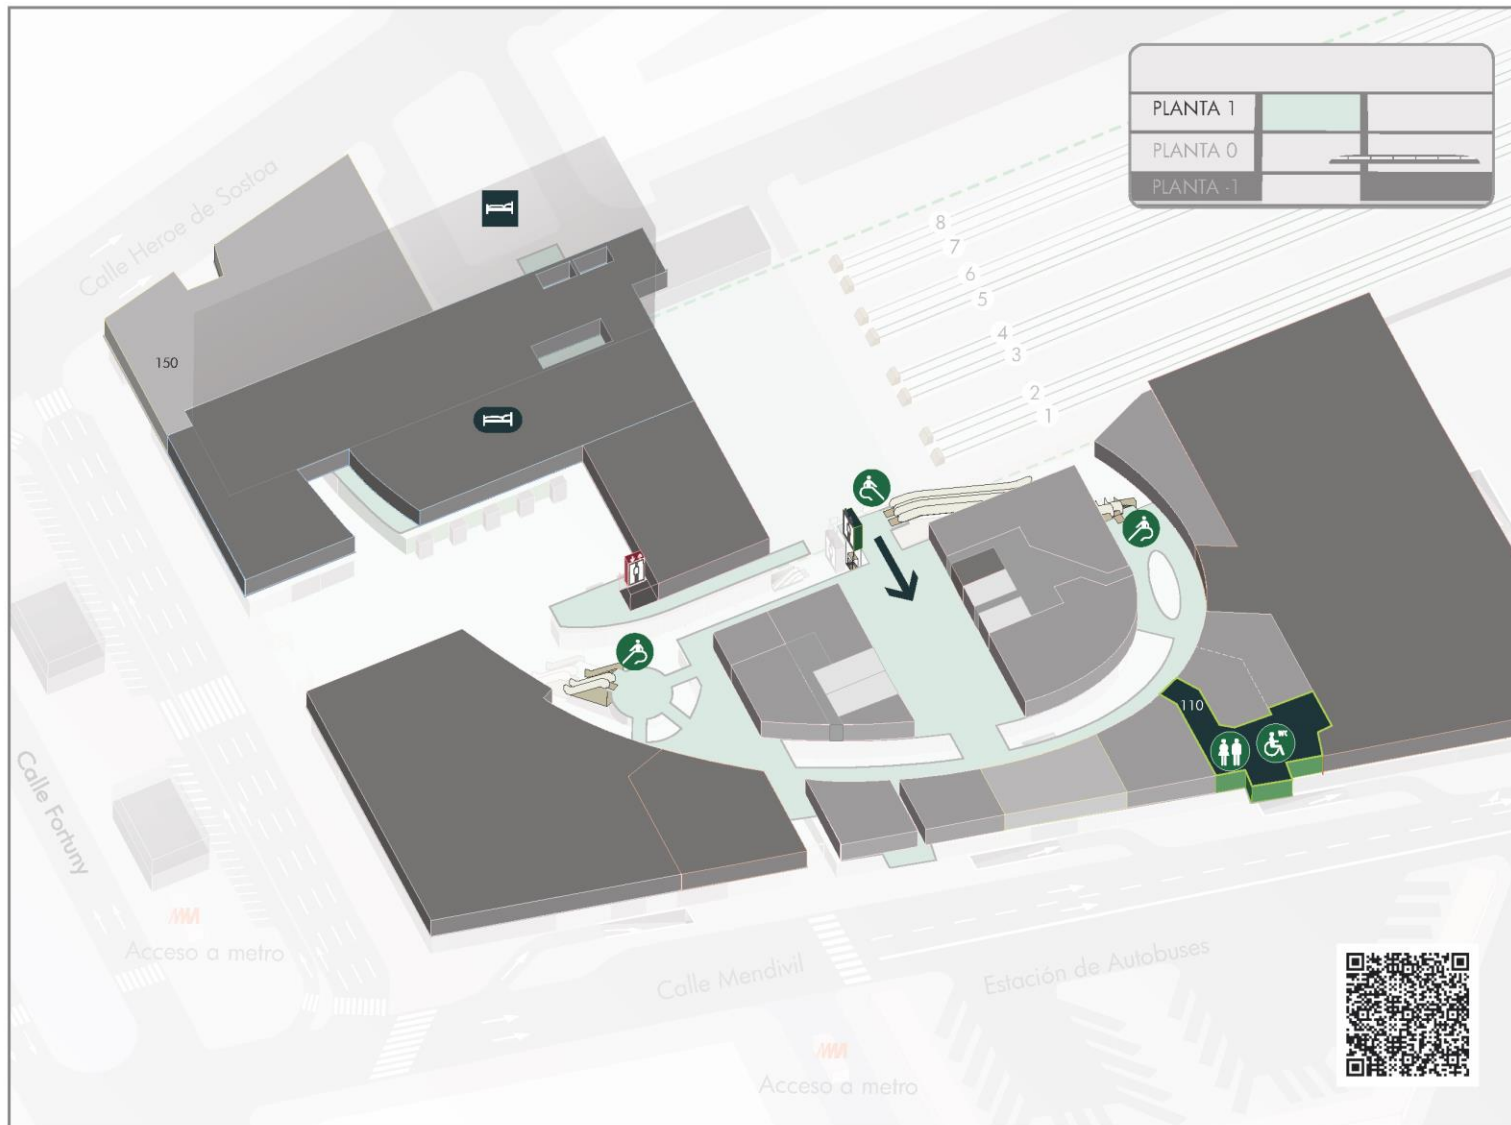 PLANTA 1
PLANTA 0
PLANTA -1
Calle Heroe de Sostoa
8
7
6
5
4
3
2
1
150
110
WC
Calle Fortuny
Acceso a metro
Calle Mendivil
Estación de Autobuses
Acceso a metro